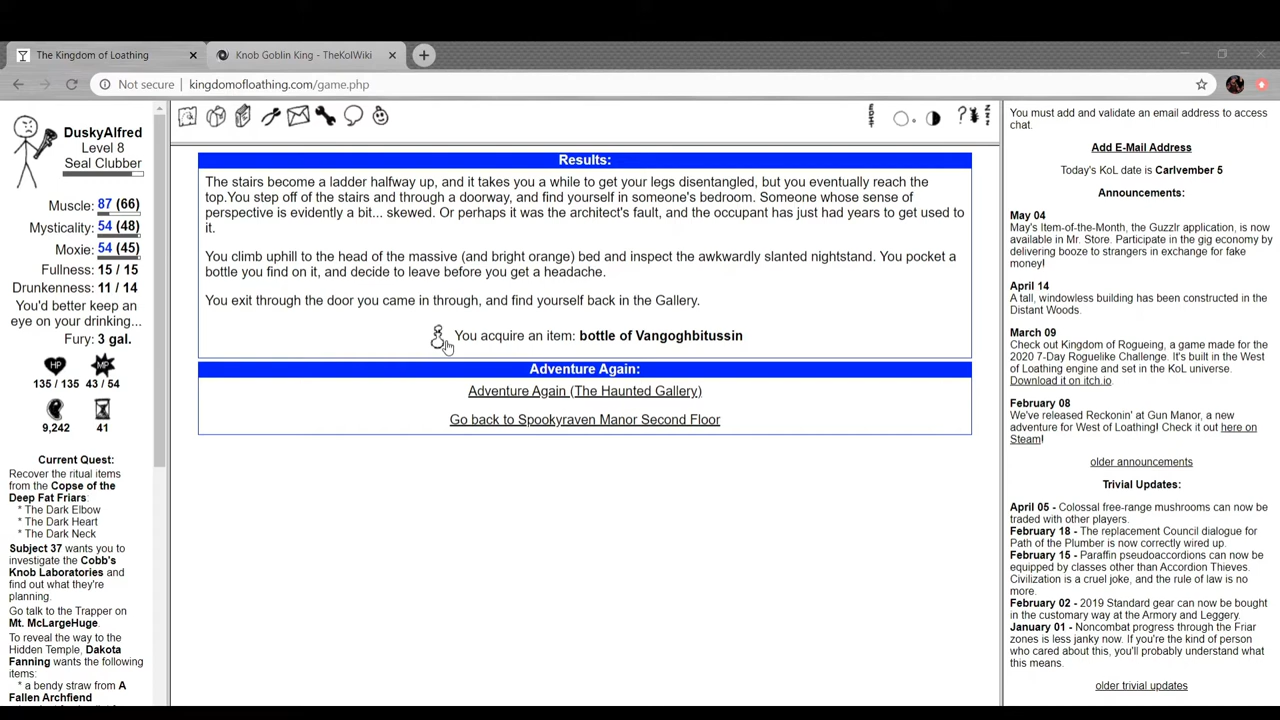 The Kingdom of Loathing
Knob Goblin King - TheKolWiki
Not secure
kingdomofloathing.com/game.php
DuskyAlfred
Level 8
Seal Clubber
Muscle: 87 (66)
Mysticality: 54 (48)
Moxie: 54 (45)
Fullness: 15 / 15
Drunkenness: 11 / 14
You'd better keep an
eye on your drinking...
Fury: 3 gal.
HP
MP
135 / 135
43 / 54
9,242
41
Current Quest:
Recover the ritual items
from the Copse of the
Deep Fat Friars:
* The Dark Elbow
* The Dark Heart
* The Dark Neck
Subject 37 wants you to
investigate the Cobb's
Knob Laboratories and
find out what they're
planning.
Go talk to the Trapper on
Mt. McLargeHuge.
To reveal the way to the
Hidden Temple, Dakota
Fanning wants the following
items:
* a bendy straw from A
Fallen Archfiend
Results:
The stairs become a ladder halfway up, and it takes you a while to get your legs disentangled, but you eventually reach the
top.You step off of the stairs and through a doorway, and find yourself in someone's bedroom. Someone whose sense of
perspective is evidently a bit... skewed. Or perhaps it was the architect's fault, and the occupant has just had years to get used to
it.
You climb uphill to the head of the massive (and bright orange) bed and inspect the awkwardly slanted nightstand. You pocket a
bottle you find on it, and decide to leave before you get a headache.
You exit through the door you came in through, and find yourself back in the Gallery.
You acquire an item: bottle of Vangoghbitussin
Adventure Again:
Adventure Again (The Haunted Gallery)
Go back to Spookyraven Manor Second Floor
You must add and validate an email address to access
chat.
Add E-Mail Address
Today's KoL date is Carlvember 5
Announcements:
May 04
May's Item-of-the-Month, the Guzzlr application, is now
available in Mr. Store. Participate in the gig economy by
delivering booze to strangers in exchange for fake
money!
April 14
A tall, windowless building has been constructed in the
Distant Woods.
March 09
Check out Kingdom of Rogueing, a game made for the
2020 7-Day Roguelike Challenge. It's built in the West
of Loathing engine and set in the KoL universe.
Download it on itch.io.
February 08
We've released Reckonin' at Gun Manor, a new
adventure for West of Loathing! Check it out here on
Steam!
older announcements
Trivial Updates:
April 05 - Colossal free-range mushrooms can now be
traded with other players.
February 18 - The replacement Council dialogue for
Path of the Plumber is now correctly wired up.
February 15 - Paraffin pseudoaccordions can now be
equipped by classes other than Accordion Thieves.
Civilization is a cruel joke, and the rule of law is no
more.
February 02 - 2019 Standard gear can now be bought
in the customary way at the Armory and Leggery.
January 01 - Noncombat progress through the Friar
zones is less janky now. If you're the kind of person
who cared about this, you'll probably understand what
this means.
older trivial updates